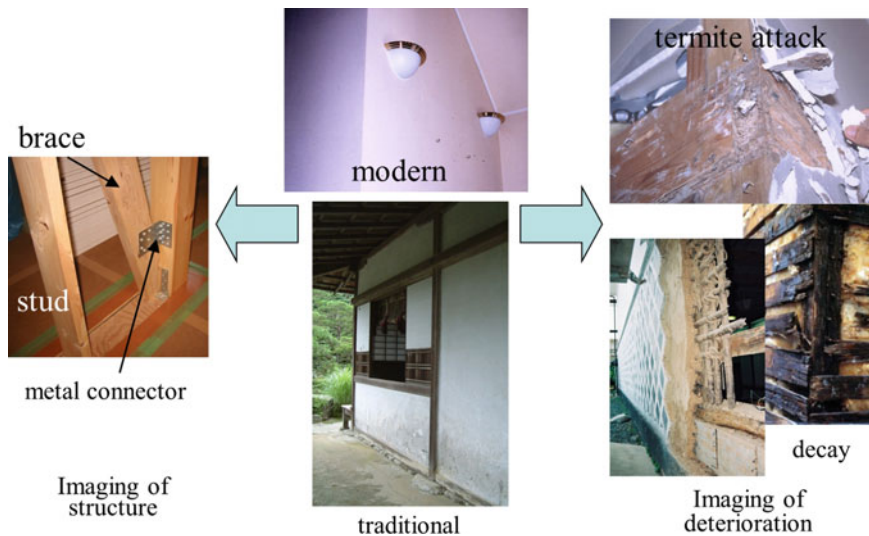 brace
stud
metal connector
Imaging of
structure
modern
traditional
termite attack
decay
Imaging of
deterioration